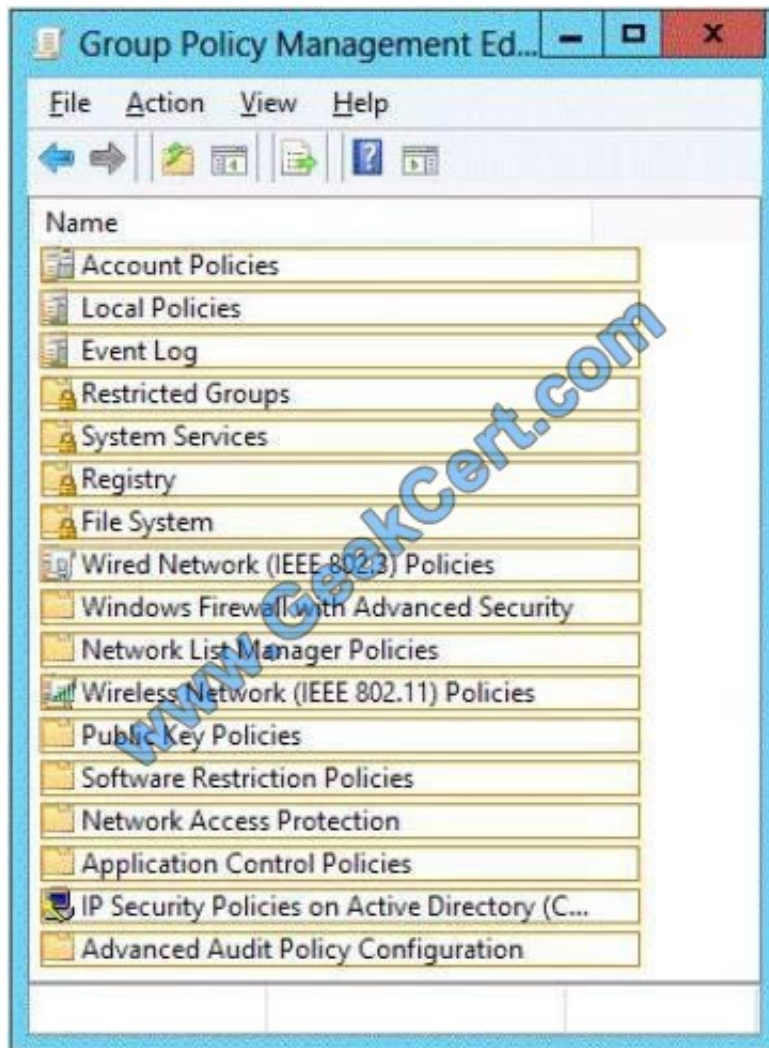 Group Policy Management Ed...
File Action View Help
Name
Account Policies
Local Policies
Event Log
Restricted Groups
System Services
Registry
File System
Wired Network (IEEE 802.3) Policies
Windows Firewall with Advanced Security
Network List Manager Policies
Wireless Network (IEEE 802.11) Policies
Public Key Policies
Software Restriction Policies
Network Access Protection
Application Control Policies
IP Security Policies on Active Directory (C...
Advanced Audit Policy Configuration
www.GeekCert.com